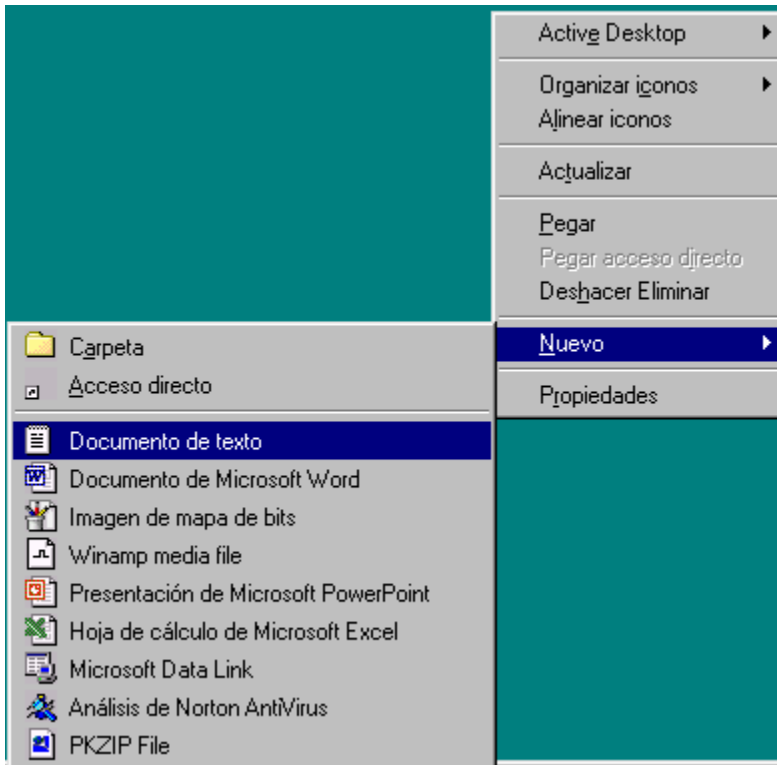 Active Desktop
Organizar iconos
Alinear iconos
Actualizar
Pegar
Pegar acceso directo
Deshacer Eliminar
Nuevo
Propiedades
Carpeta
Acceso directo
Documento de texto
Documento de Microsoft Word
Imagen de mapa de bits
Winamp media file
Presentación de Microsoft PowerPoint
Hoja de cálculo de Microsoft Excel
Microsoft Data Link
Análisis de Norton AntiVirus
PKZIP File